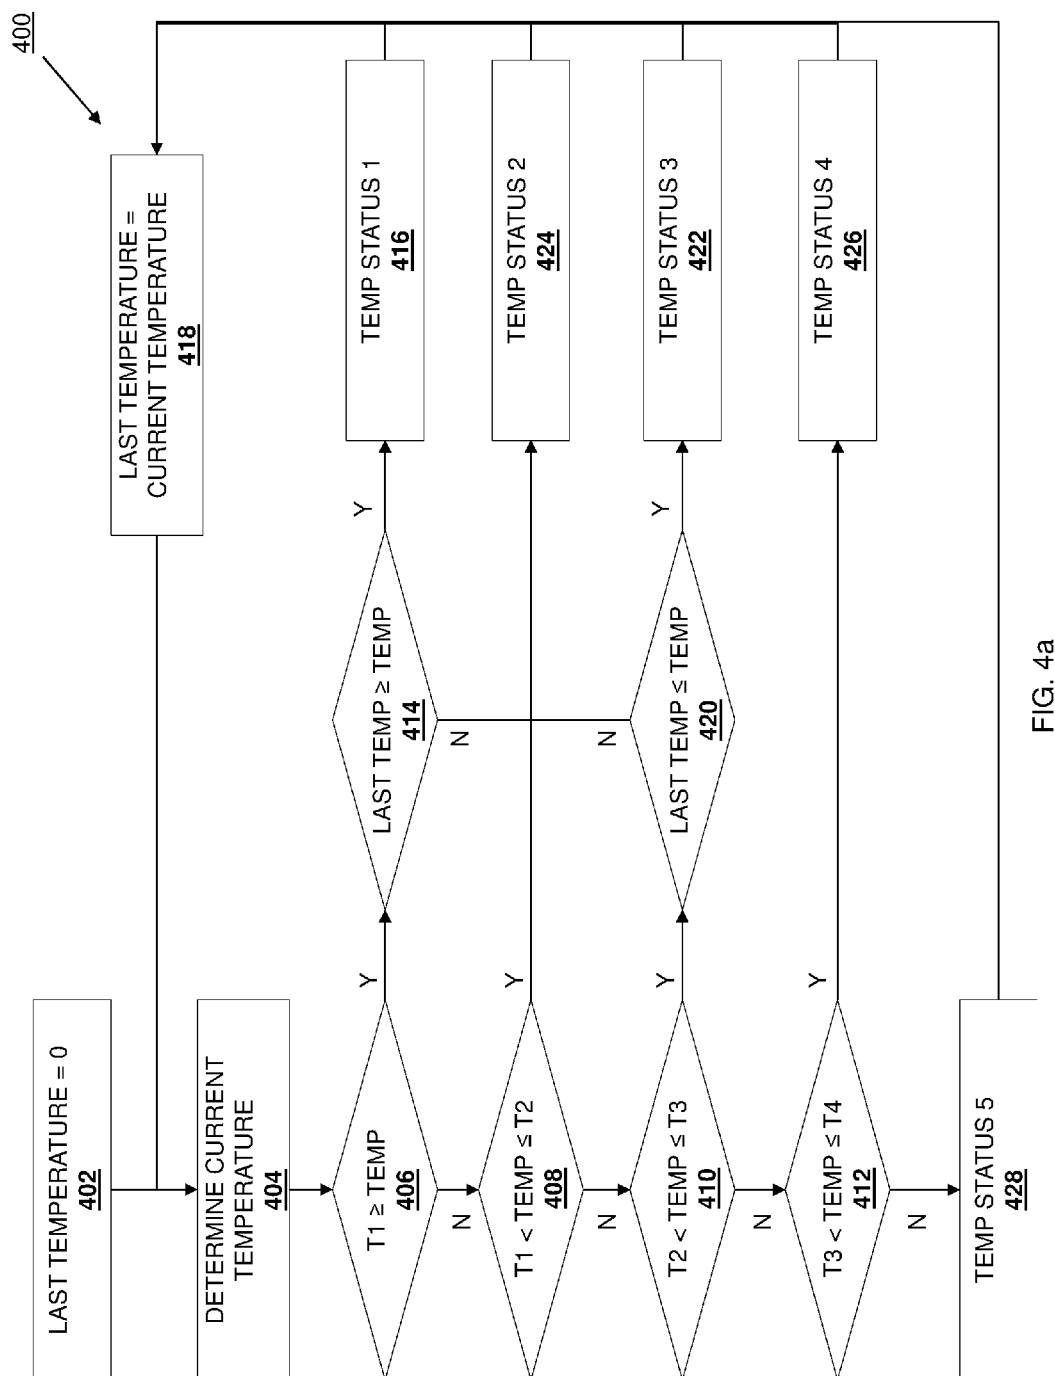 400
LAST TEMPERATURE = 0
402
LAST TEMPERATURE =
CURRENT TEMPERATURE
418
DETERMINE CURRENT
TEMPERATURE
404
T1 ≥ TEMP
406
Y
LAST TEMP ≥ TEMP
414
Y
TEMP STATUS 1
416
N
N
T1 < TEMP ≤ T2
408
Y
TEMP STATUS 2
424
N
N
T2 < TEMP ≤ T3
410
Y
LAST TEMP ≤ TEMP
420
Y
TEMP STATUS 3
422
N
T3 < TEMP ≤ T4
412
Y
TEMP STATUS 4
426
N
TEMP STATUS 5
428
FIG. 4a